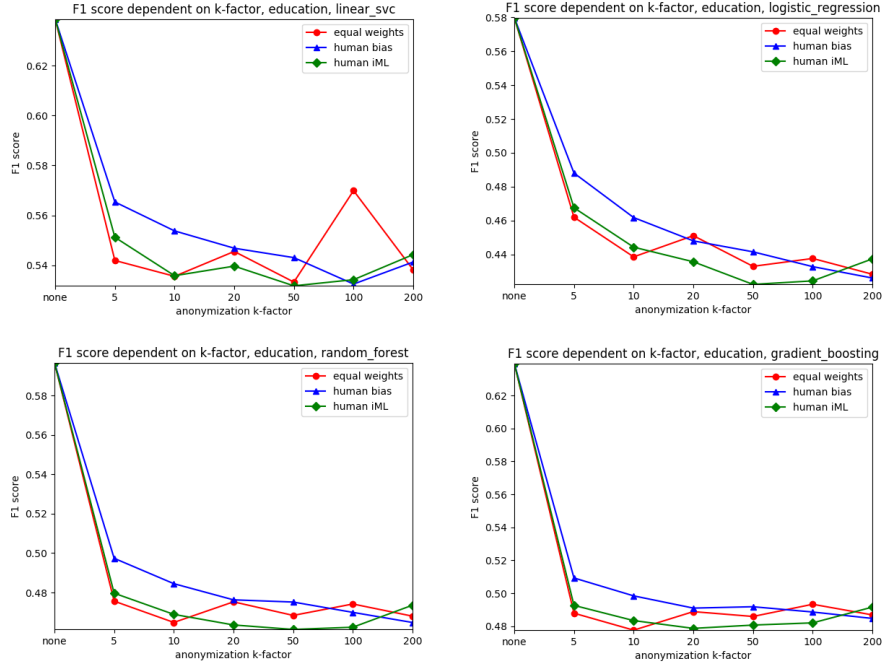 F1 score dependent on k-factor, education, linear_svc
equal weights
human bias
human iML
F1 score
0.62
0.60
0.58
0.56
0.54
none 5 10 20 50 100 200
anonymization k-factor
F1 score dependent on k-factor, education, logistic_regression
equal weights
human bias
human iML
F1 score
0.58
0.56
0.54
0.52
0.50
0.48
0.46
0.44
none 5 10 20 50 100 200
anonymization k-factor
F1 score dependent on k-factor, education, random_forest
equal weights
human bias
human iML
F1 score
0.58
0.56
0.54
0.52
0.50
0.48
none 5 10 20 50 100 200
anonymization k-factor
F1 score dependent on k-factor, education, gradient_boosting
equal weights
human bias
human iML
F1 score
0.62
0.60
0.58
0.56
0.54
0.52
0.50
0.48
none 5 10 20 50 100 200
anonymization k-factor